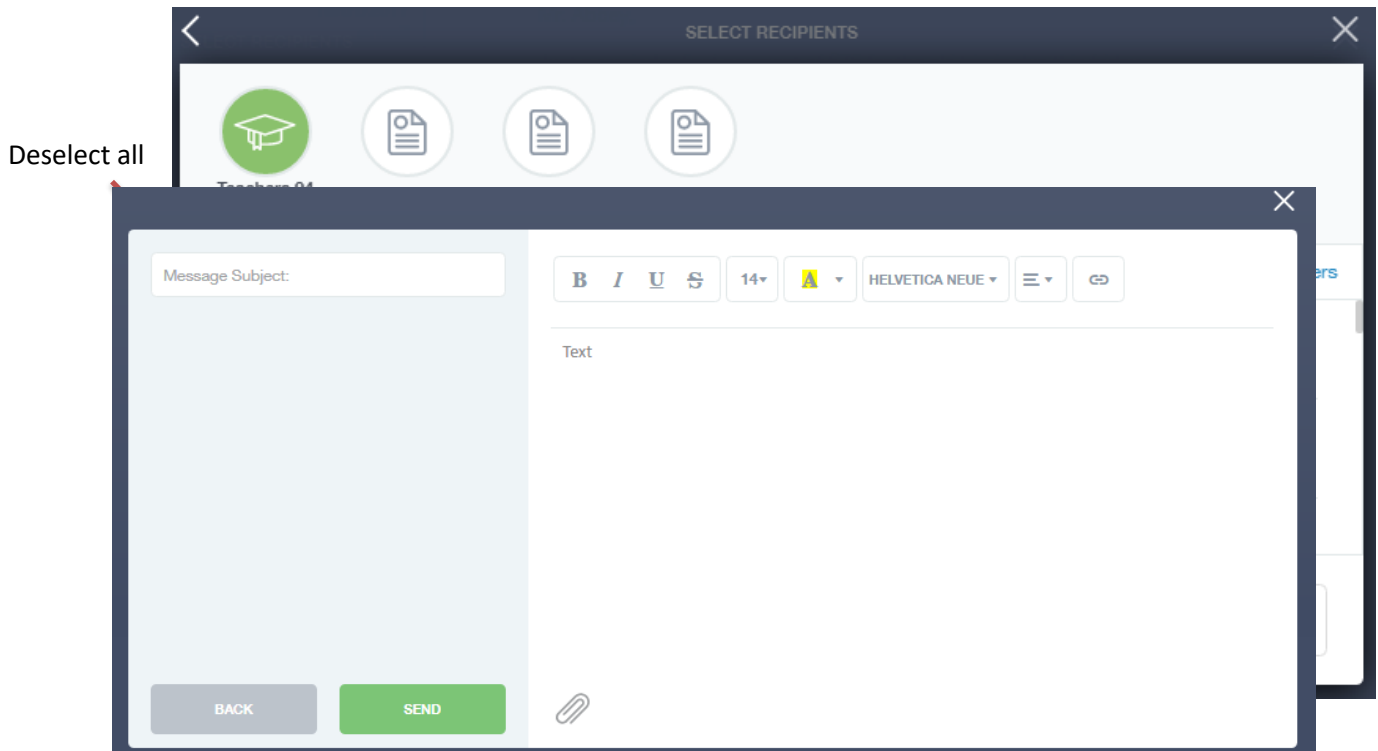 SELECT RECIPIENTS
Deselect all
Message Subject:
B I U S 14 A HELVETICA NEUE
Text
BACK SEND